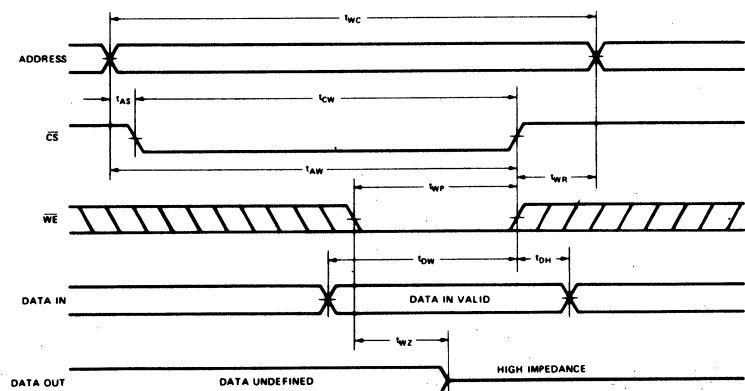 tWC
ADDRESS
tAS
tCW
CS
tAW
tWP
tWR
WE
tDW
tDH
DATA IN
DATA IN VALID
tWZ
DATA OUT
DATA UNDEFINED
HIGH IMPEDANCE